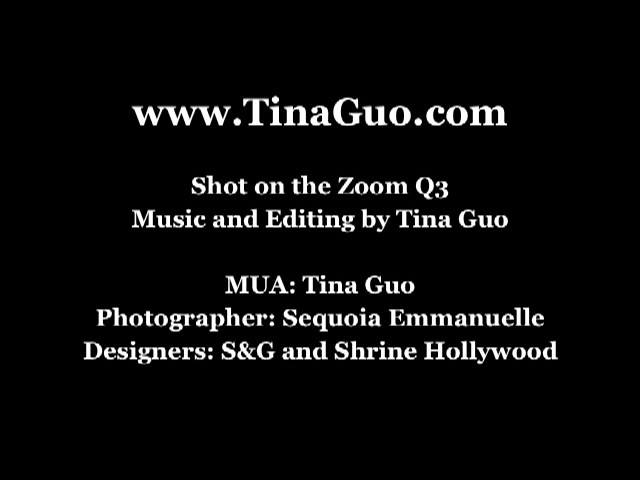 www.TinaGuo.com
Shot on the Zoom Q3
Music and Editing by Tina Guo
MUA: Tina Guo
Photographer: Sequoia Emmanuelle
Designers: S&G and Shrine Hollywood